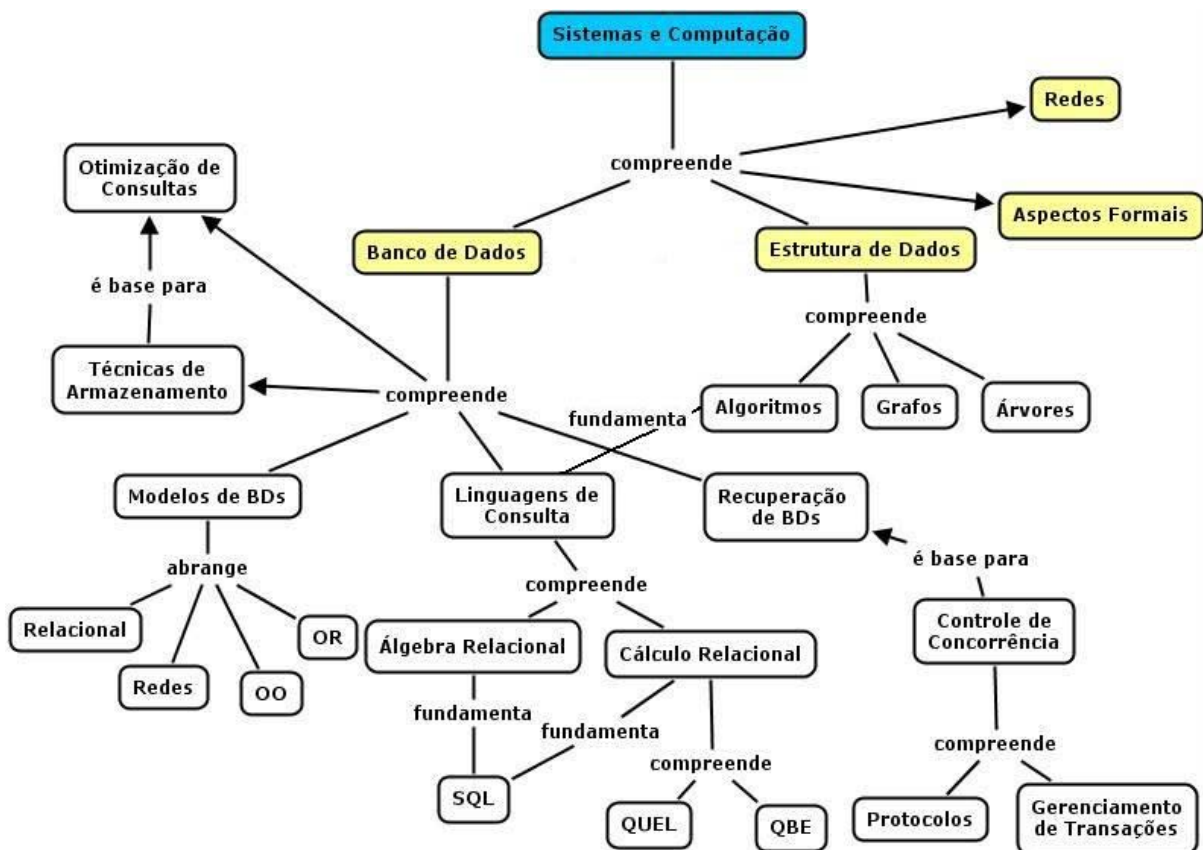 Sistemas e Computação
Redes
compreende
Otimização de
Consultas
Aspectos Formais
Banco de Dados
Estrutura de Dados
é base para
compreende
Técnicas de
Armazenamento
compreende
fundamenta
Algoritmos
Grafos
Árvores
Modelos de BDs
Linguagens de
Consulta
Recuperação
de BDs
abrange
é base para
compreende
Relacional
OR
Redes
OO
Álgebra Relacional
Cálculo Relacional
Controle de
Concorrência
fundamenta
fundamenta
compreende
compreende
SQL
QUEL
QBE
Protocolos
Gerenciamento
de Transações